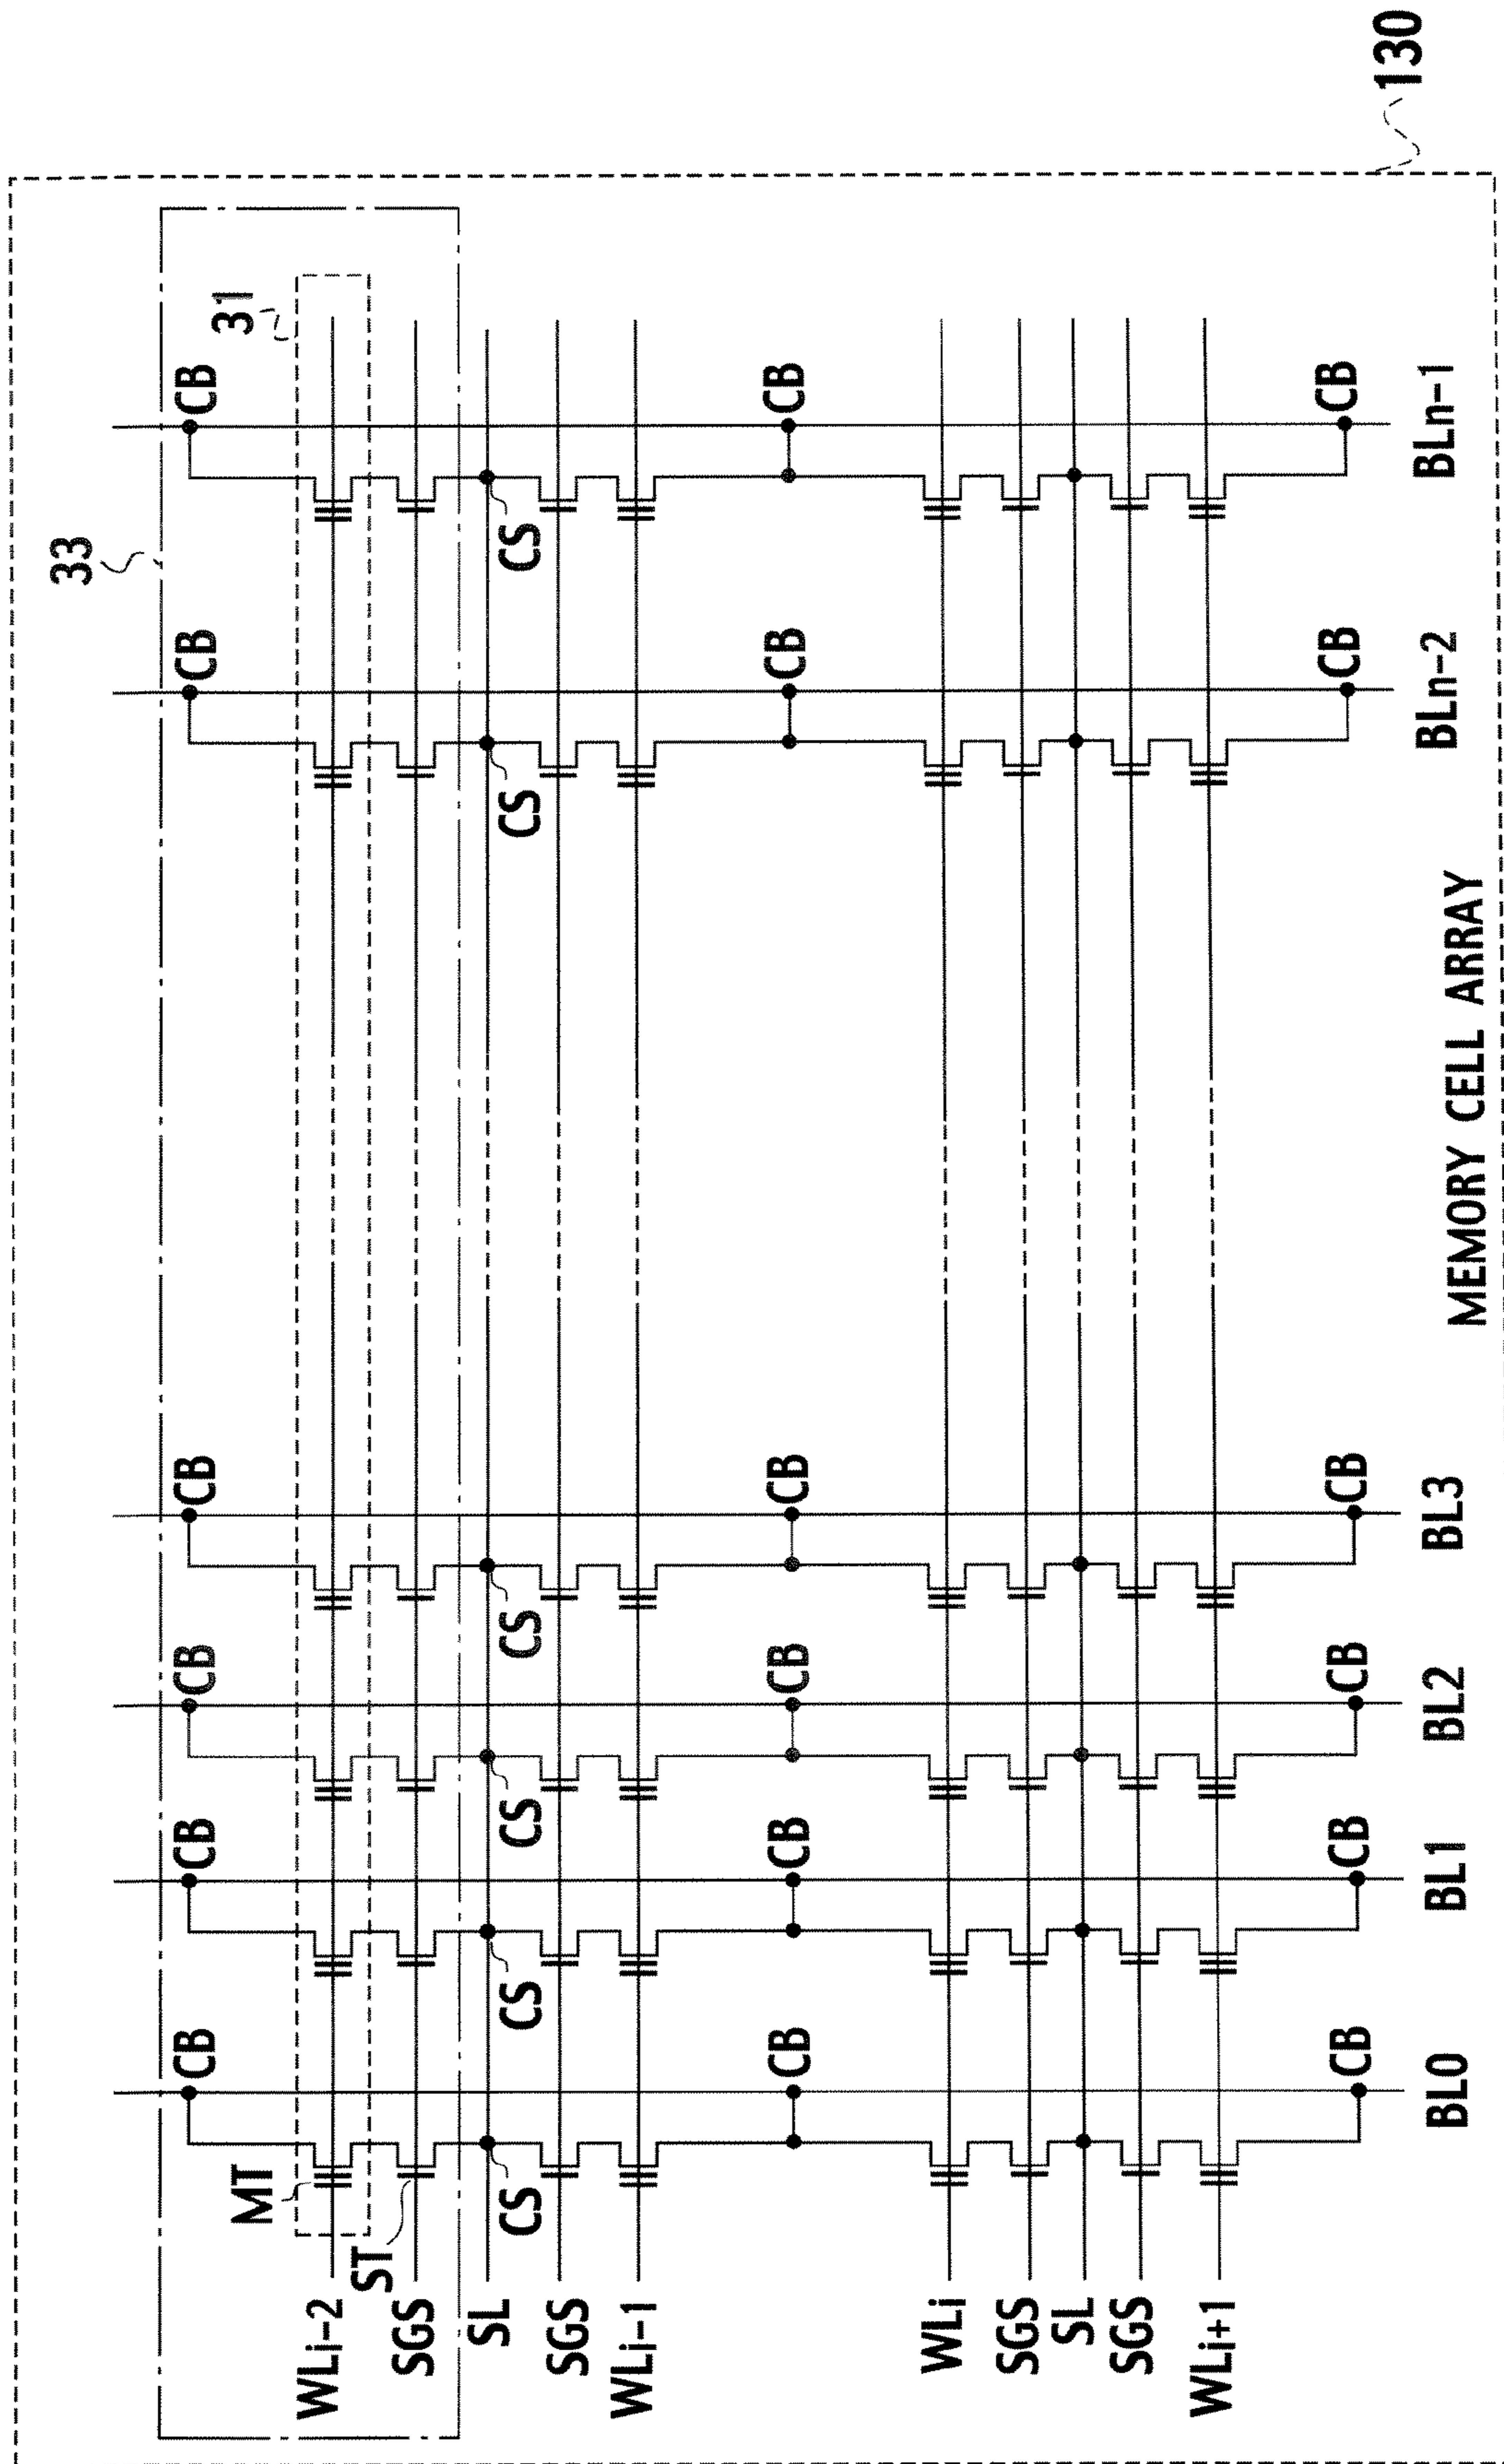 33
CB
CB
CB
CB
CB
CB
MT
31
WLi-2
ST
SGS
SL
CS
CS
CS
CS
CS
CS
SGS
WLi-1
CB
CB
CB
CB
CB
CB
WLi
SGS
SL
SGS
WLi+1
CB
CB
CB
CB
CB
CB
130
BL0
BL1
BL2
BL3
BLn-2
BLn-1
MEMORY CELL ARRAY